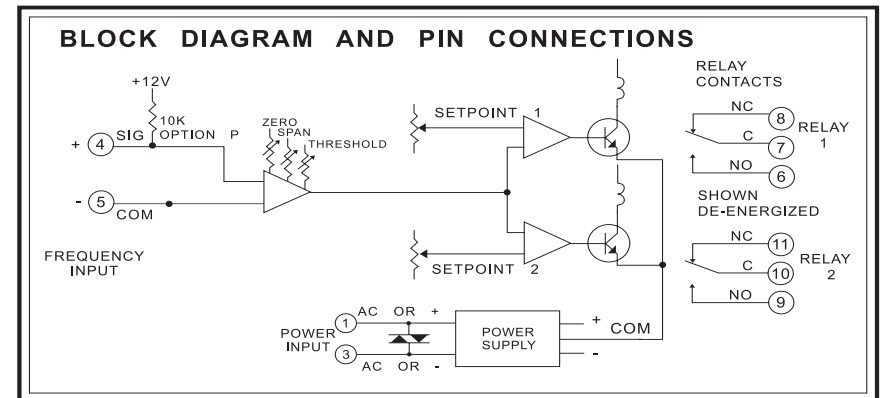 BLOCK DIAGRAM AND PIN CONNECTIONS
+12V
10K
OPTION P
+ 4 SIG
- 5 COM
FREQUENCY
INPUT
ZERO
SPAN
THRESHOLD
SETPOINT 1
SETPOINT 2
RELAY
CONTACTS
NC 8
C 7
NO 6
RELAY
1
SHOWN
DE-ENERGIZED
NC 11
C 10
NO 9
RELAY
2
POWER
INPUT
1 AC OR +
3 AC OR -
POWER
SUPPLY
+
COM
-